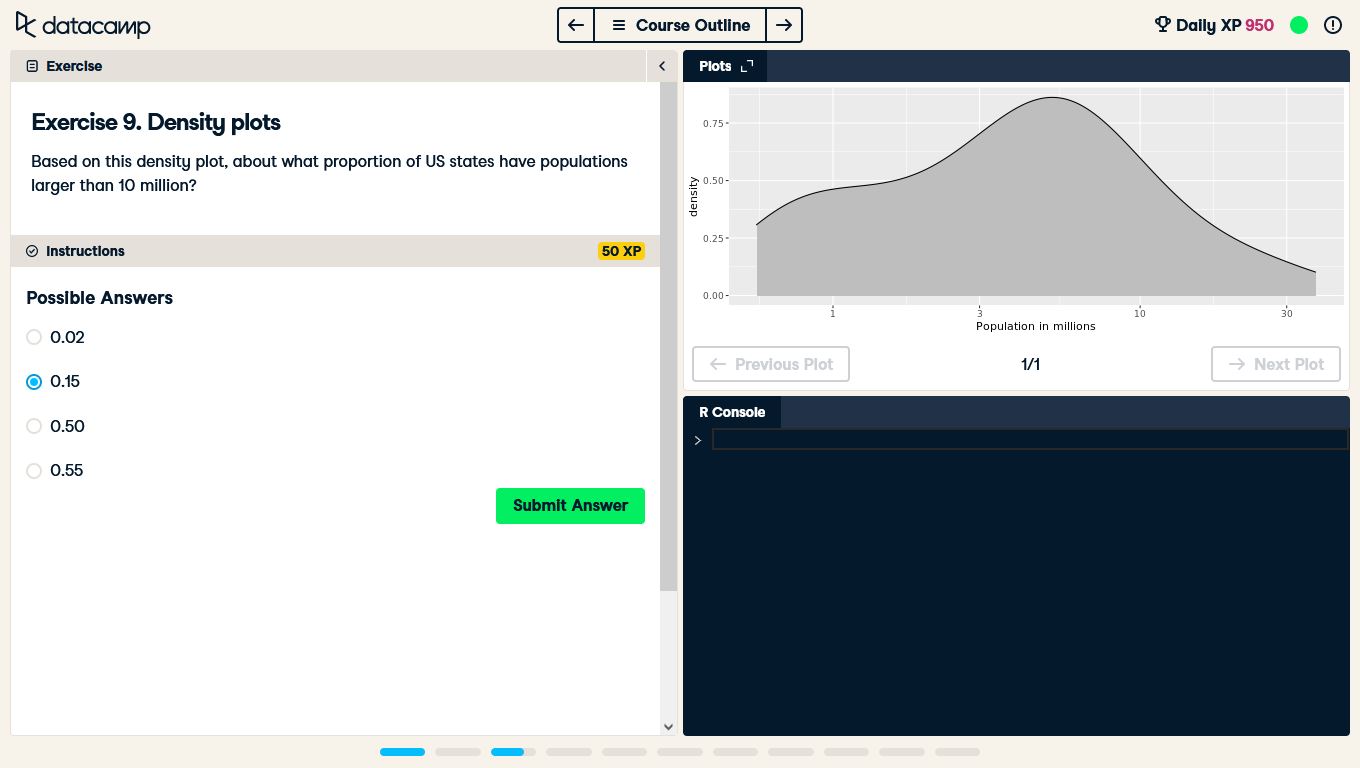 datacamp
Course Outline
Daily XP 950
Exercise
Exercise 9. Density plots
Based on this density plot, about what proportion of US states have populations
larger than 10 million?
Instructions
50 XP
Possible Answers
0.02
0.15
0.50
0.55
Submit Answer
Plots
0.75
0.50
0.25
0.00
density
1
3
10
30
Population in millions
Previous Plot
1/1
Next Plot
R Console
>